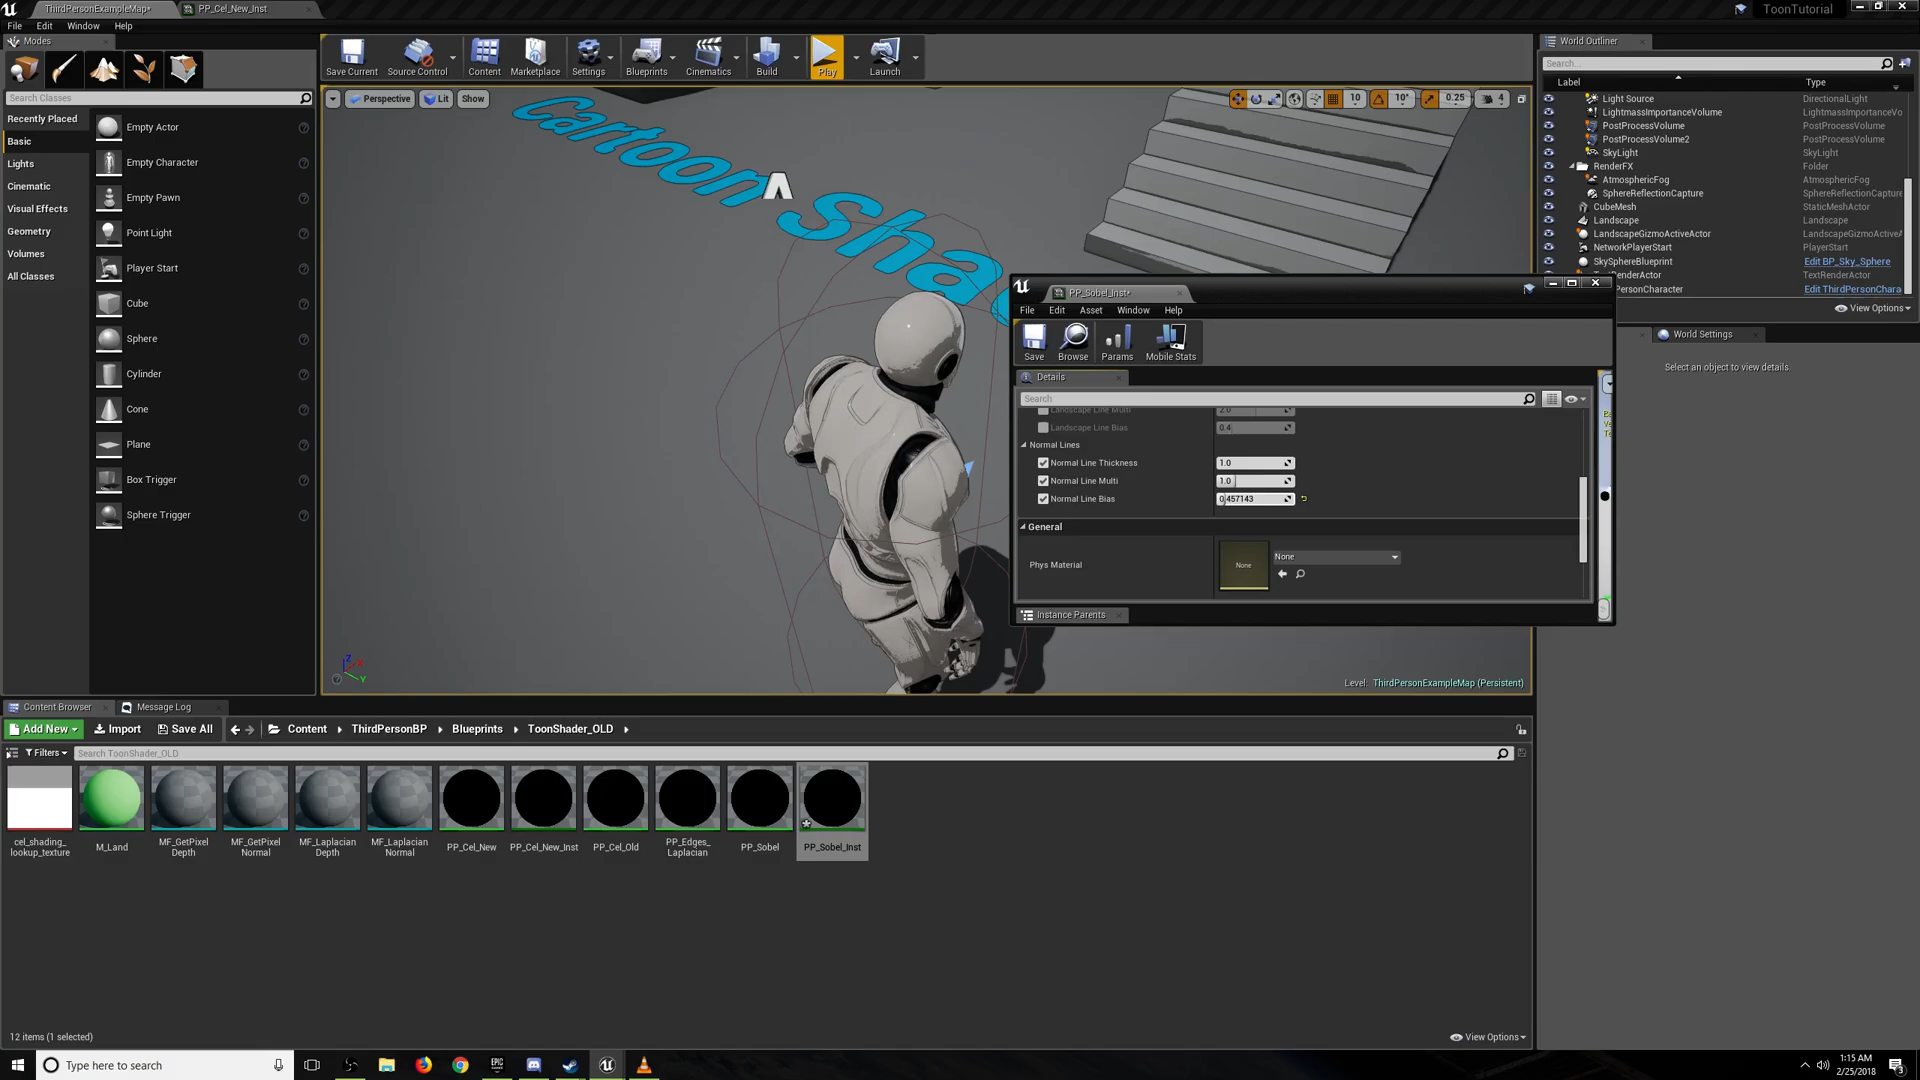 ThirdPersonExampleMap*
PP_Cel_New_Inst
ToonTutorial
File Edit Window Help
Modes
Search Classes
Recently Placed
Basic
Lights
Cinematic
Visual Effects
Geometry
Volumes
All Classes
Empty Actor
Empty Character
Empty Pawn
Point Light
Player Start
Cube
Sphere
Cylinder
Cone
Plane
Box Trigger
Sphere Trigger
Save Current
Source Control
Content
Marketplace
Settings
Blueprints
Cinematics
Build
Play
Launch
Perspective
Lit
Show
10
10°
0.25
4
Cartoon Sha
Z X
Y
Level: ThirdPersonExampleMap (Persistent)
World Outliner
Search...
Label Type
Light Source DirectionalLight
LightmassImportanceVolume LightmassImportanceVo
PostProcessVolume PostProcessVolume
PostProcessVolume2 PostProcessVolume
SkyLight SkyLight
RenderFX Folder
AtmosphericFog AtmosphericFog
SphereReflectionCapture SphereReflectionCapture
CubeMesh StaticMeshActor
Landscape Landscape
LandscapeGizmoActiveActor LandscapeGizmoActiveA
NetworkPlayerStart PlayerStart
SkySphereBlueprint Edit BP_Sky_Sphere
TextRenderActor TextRenderActor
PersonCharacter Edit ThirdPersonChara
View Options
World Settings
Select an object to view details.
PP_Sobel_Inst*
File Edit Asset Window Help
Save
Browse
Params
Mobile Stats
Details
Search
Landscape Line Multi 2.0
Landscape Line Bias 0.4
Normal Lines
Normal Line Thickness 1.0
Normal Line Multi 1.0
Normal Line Bias 0.457143
General
Phys Material None None
Instance Parents
Content Browser
Message Log
Add New
Import
Save All
Content
ThirdPersonBP
Blueprints
ToonShader_OLD
Filters
Search ToonShader_OLD
cel_shading_
lookup_texture
M_Land
MF_GetPixel
Depth
MF_GetPixel
Normal
MF_Laplacian
Depth
MF_Laplacian
Normal
PP_Cel_New
PP_Cel_New_Inst
PP_Cel_Old
PP_Edges_
Laplacian
PP_Sobel
PP_Sobel_Inst
12 items (1 selected)
View Options
Type here to search
EPIC
1:15 AM
2/25/2018
3